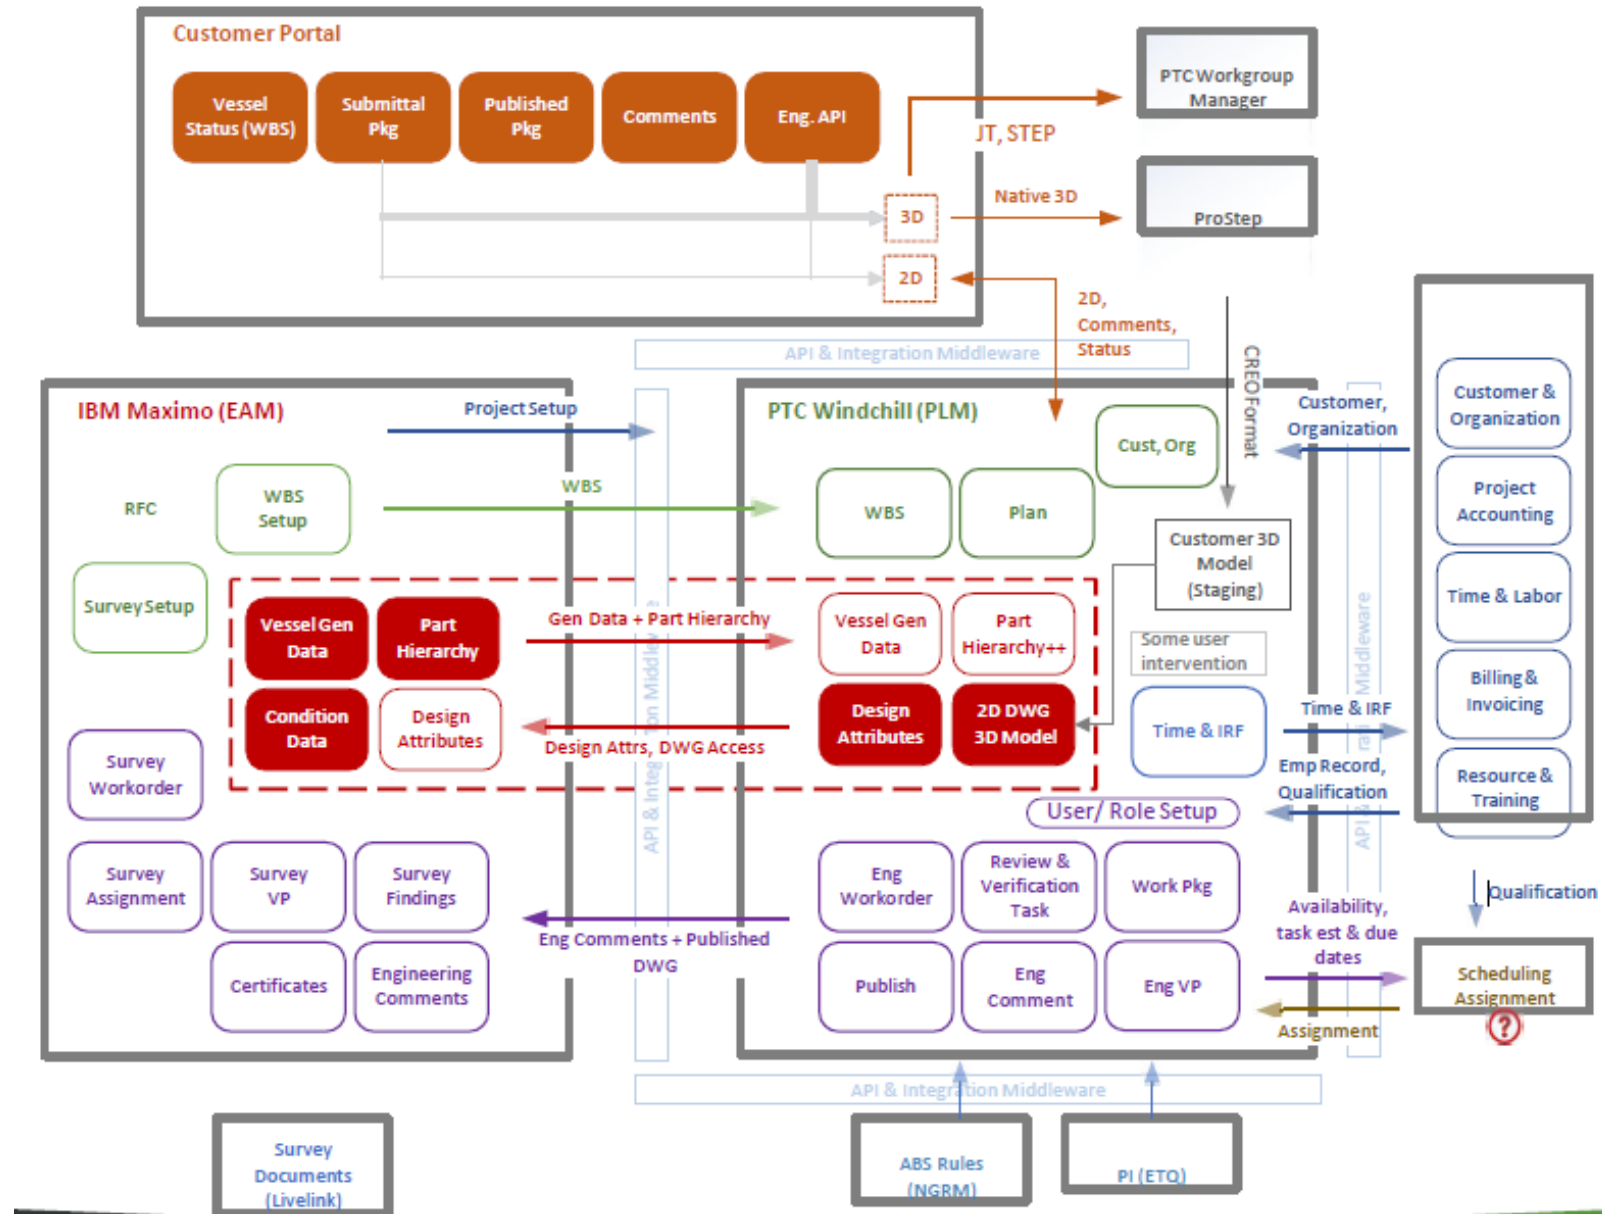 Customer Portal
Vessel
Status (WBS)
Submittal
Pkg
Published
Pkg
Comments
Eng. API
3D
2D
JT, STEP
Native 3D
PTC Workgroup
Manager
ProStep
2D,
Comments,
Status
CREO Format
API & Integration Middleware
IBM Maximo (EAM)
Project Setup
RFC
WBS
Setup
WBS
Survey Setup
Vessel Gen
Data
Part
Hierarchy
Condition
Data
Design
Attributes
Gen Data + Part Hierarchy
Design Attrs, DWG Access
Survey
Workorder
Survey
Assignment
Survey
VP
Survey
Findings
Certificates
Engineering
Comments
Eng Comments + Published
DWG
API & Integration Middleware
PTC Windchill (PLM)
Cust, Org
WBS
Plan
Customer 3D
Model
(Staging)
Vessel Gen
Data
Part
Hierarchy++
Some user
intervention
Design
Attributes
2D DWG
3D Model
Time & IRF
User/ Role Setup
Eng
Workorder
Review &
Verification
Task
Work Pkg
Publish
Eng
Comment
Eng VP
Customer,
Organization
Time & IRF
Emp Record,
Qualification
Availability,
task est & due
dates
Assignment
API & Integration Middleware
Customer &
Organization
Project
Accounting
Time & Labor
Billing &
Invoicing
Resource &
Training
Qualification
Scheduling
Assignment
?
API & Integration Middleware
Survey
Documents
(Livelink)
ABS Rules
(NGRM)
PI (ETQ)